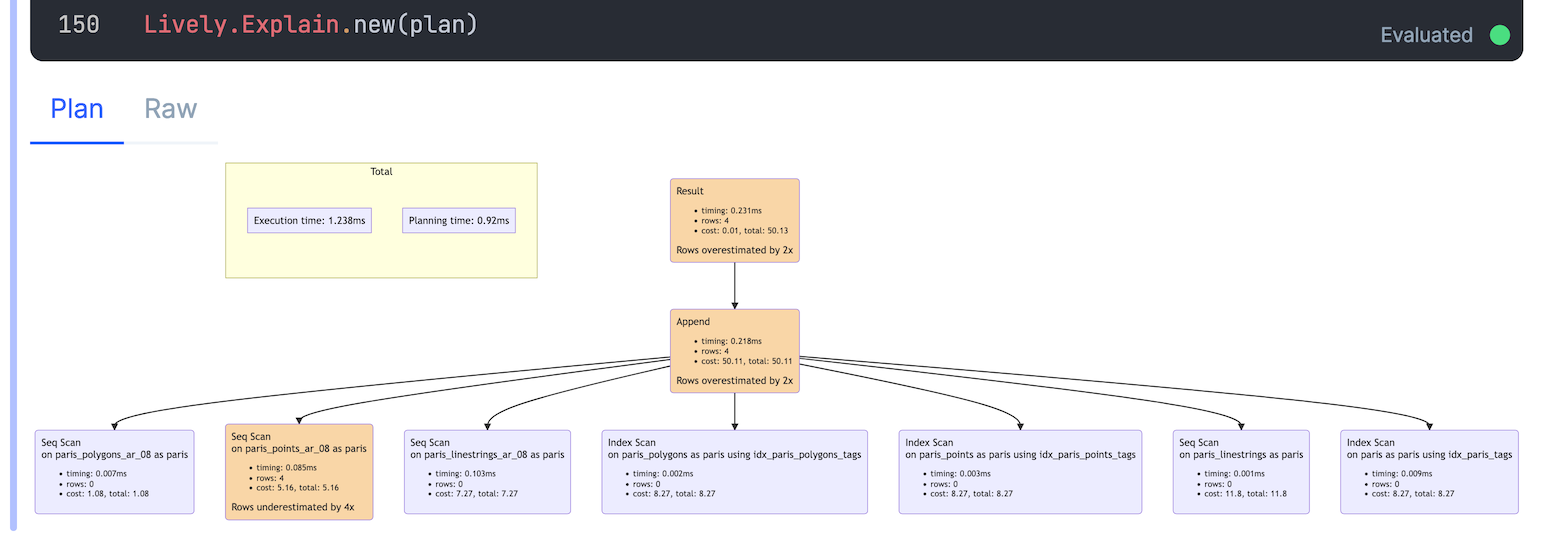 150 Lively.Explain.new(plan)
Evaluated
Plan Raw
Total
Execution time: 1.238ms
Planning time: 0.92ms
Result
• timing: 0.231ms
• rows: 4
• cost: 0.01, total: 50.13
Rows overestimated by 2x
Append
• timing: 0.218ms
• rows: 4
• cost: 50.11, total: 50.11
Rows overestimated by 2x
Seq Scan
on paris_polygons_ar_08 as paris
• timing: 0.007ms
• rows: 0
• cost: 1.08, total: 1.08
Seq Scan
on paris_points_ar_08 as paris
• timing: 0.085ms
• rows: 4
• cost: 5.16, total: 5.16
Rows underestimated by 4x
Seq Scan
on paris_linestrings_ar_08 as paris
• timing: 0.103ms
• rows: 0
• cost: 7.27, total: 7.27
Index Scan
on paris_polygons as paris using idx_paris_polygons_tags
• timing: 0.002ms
• rows: 0
• cost: 8.27, total: 8.27
Index Scan
on paris_points as paris using idx_paris_points_tags
• timing: 0.003ms
• rows: 0
• cost: 8.27, total: 8.27
Seq Scan
on paris_linestrings as paris
• timing: 0.001ms
• rows: 0
• cost: 11.8, total: 11.8
Index Scan
on paris as paris using idx_paris_tags
• timing: 0.009ms
• rows: 0
• cost: 8.27, total: 8.27